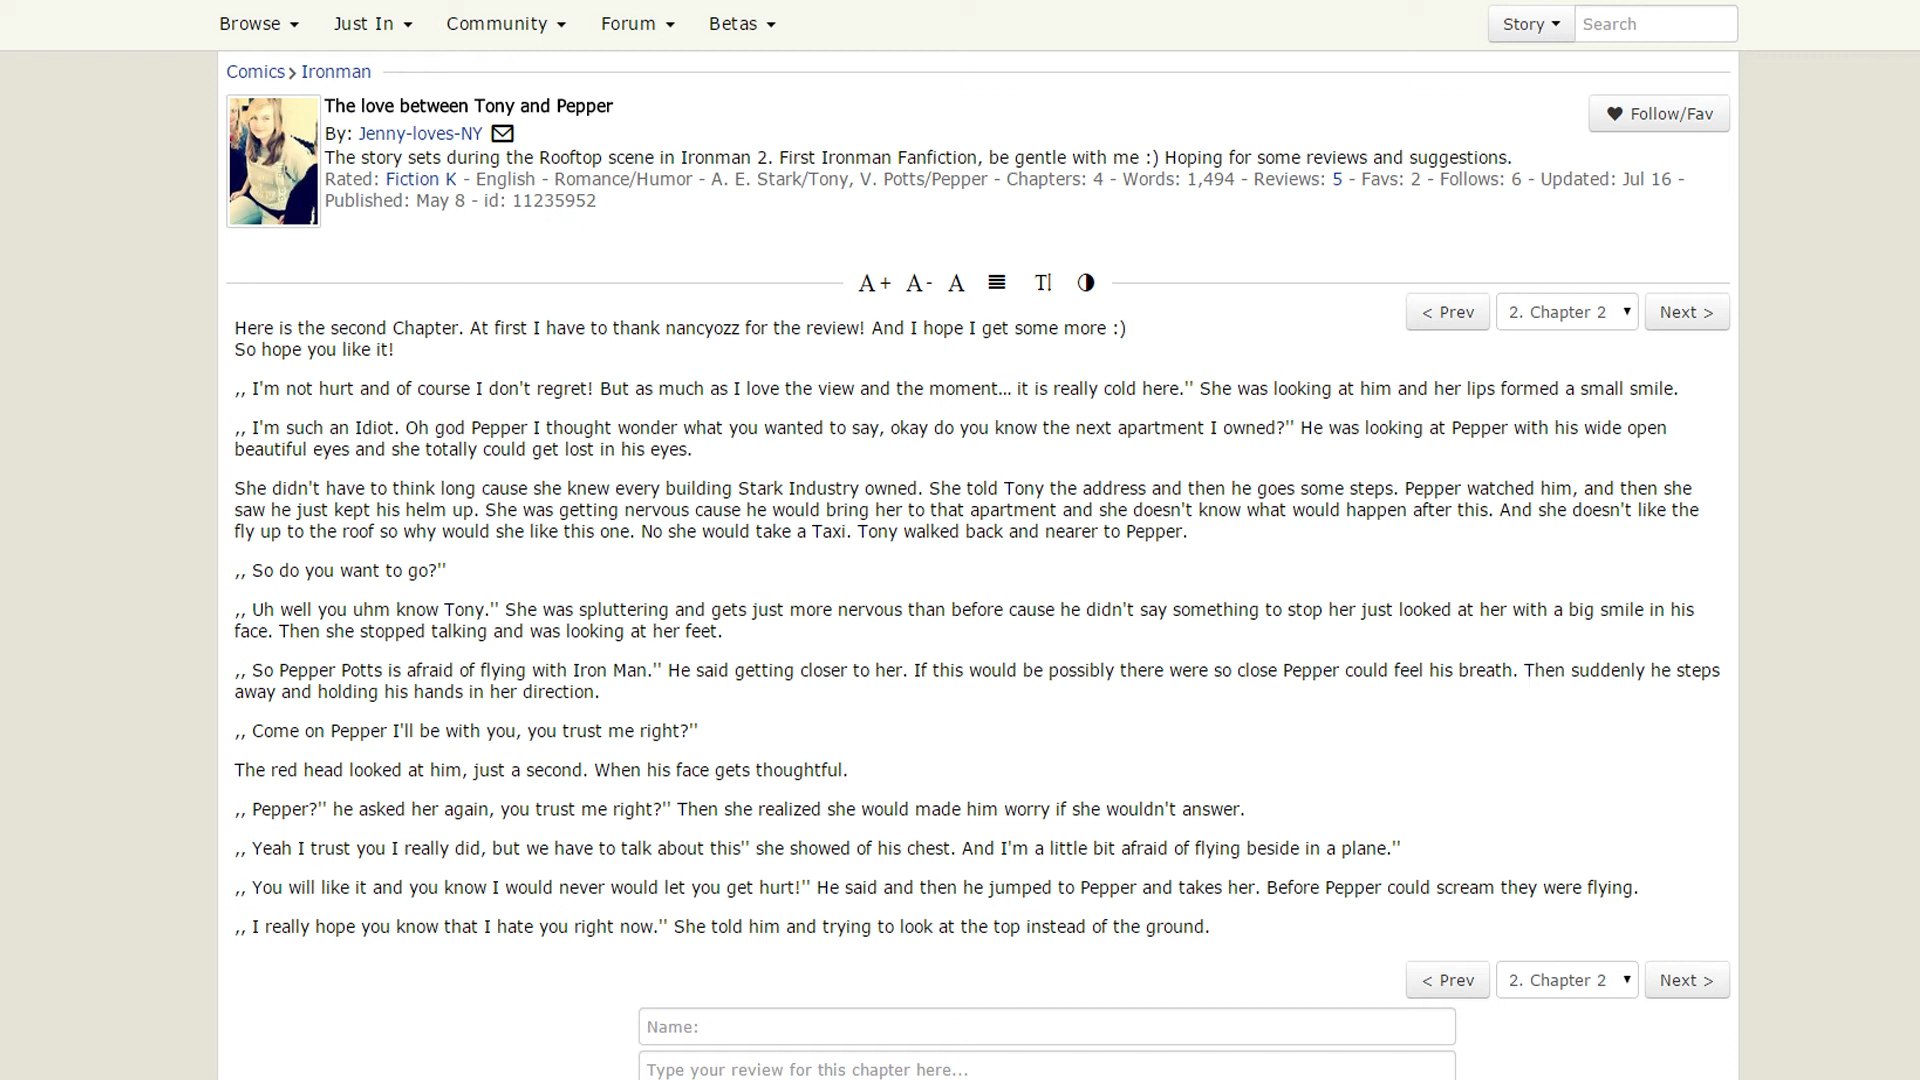 Browse Just In Community Forum Betas Story Search
Comics Ironman
The love between Tony and Pepper
Follow/Fav
By: Jenny-loves-NY
The story sets during the Rooftop scene in Ironman 2. First Ironman Fanfiction, be gentle with me :) Hoping for some reviews and suggestions.
Rated: Fiction K - English - Romance/Humor - A. E. Stark/Tony, V. Potts/Pepper - Chapters: 4 - Words: 1,494 - Reviews: 5 - Favs: 2 - Follows: 6 - Updated: Jul 16 -
Published: May 8 - id: 11235952
A+ A- A T
< Prev 2. Chapter 2 Next >
Here is the second Chapter. At first I have to thank nancyozz for the review! And I hope I get some more :)
So hope you like it!
,, I'm not hurt and of course I don't regret! But as much as I love the view and the moment... it is really cold here.'' She was looking at him and her lips formed a small smile.
,, I'm such an Idiot. Oh god Pepper I thought wonder what you wanted to say, okay do you know the next apartment I owned?'' He was looking at Pepper with his wide open
beautiful eyes and she totally could get lost in his eyes.
She didn't have to think long cause she knew every building Stark Industry owned. She told Tony the address and then he goes some steps. Pepper watched him, and then she
saw he just kept his helm up. She was getting nervous cause he would bring her to that apartment and she doesn't know what would happen after this. And she doesn't like the
fly up to the roof so why would she like this one. No she would take a Taxi. Tony walked back and nearer to Pepper.
,, So do you want to go?''
,, Uh well you uhm know Tony.'' She was spluttering and gets just more nervous than before cause he didn't say something to stop her just looked at her with a big smile in his
face. Then she stopped talking and was looking at her feet.
,, So Pepper Potts is afraid of flying with Iron Man.'' He said getting closer to her. If this would be possibly there were so close Pepper could feel his breath. Then suddenly he steps
away and holding his hands in her direction.
,, Come on Pepper I'll be with you, you trust me right?''
The red head looked at him, just a second. When his face gets thoughtful.
,, Pepper?'' he asked her again, you trust me right?'' Then she realized she would made him worry if she wouldn't answer.
,, Yeah I trust you I really did, but we have to talk about this'' she showed of his chest. And I'm a little bit afraid of flying beside in a plane.''
,, You will like it and you know I would never would let you get hurt!'' He said and then he jumped to Pepper and takes her. Before Pepper could scream they were flying.
,, I really hope you know that I hate you right now.'' She told him and trying to look at the top instead of the ground.
< Prev 2. Chapter 2 Next >
Name:
Type your review for this chapter here...